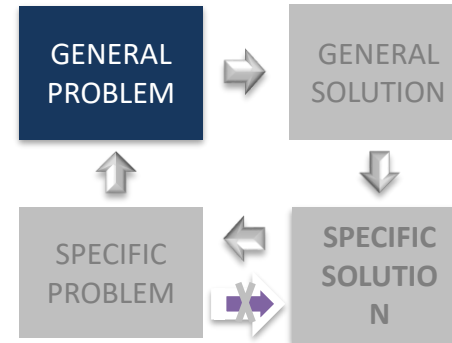 GENERAL
PROBLEM
GENERAL
SOLUTION
SPECIFIC
PROBLEM
SPECIFIC
SOLUTIO
N